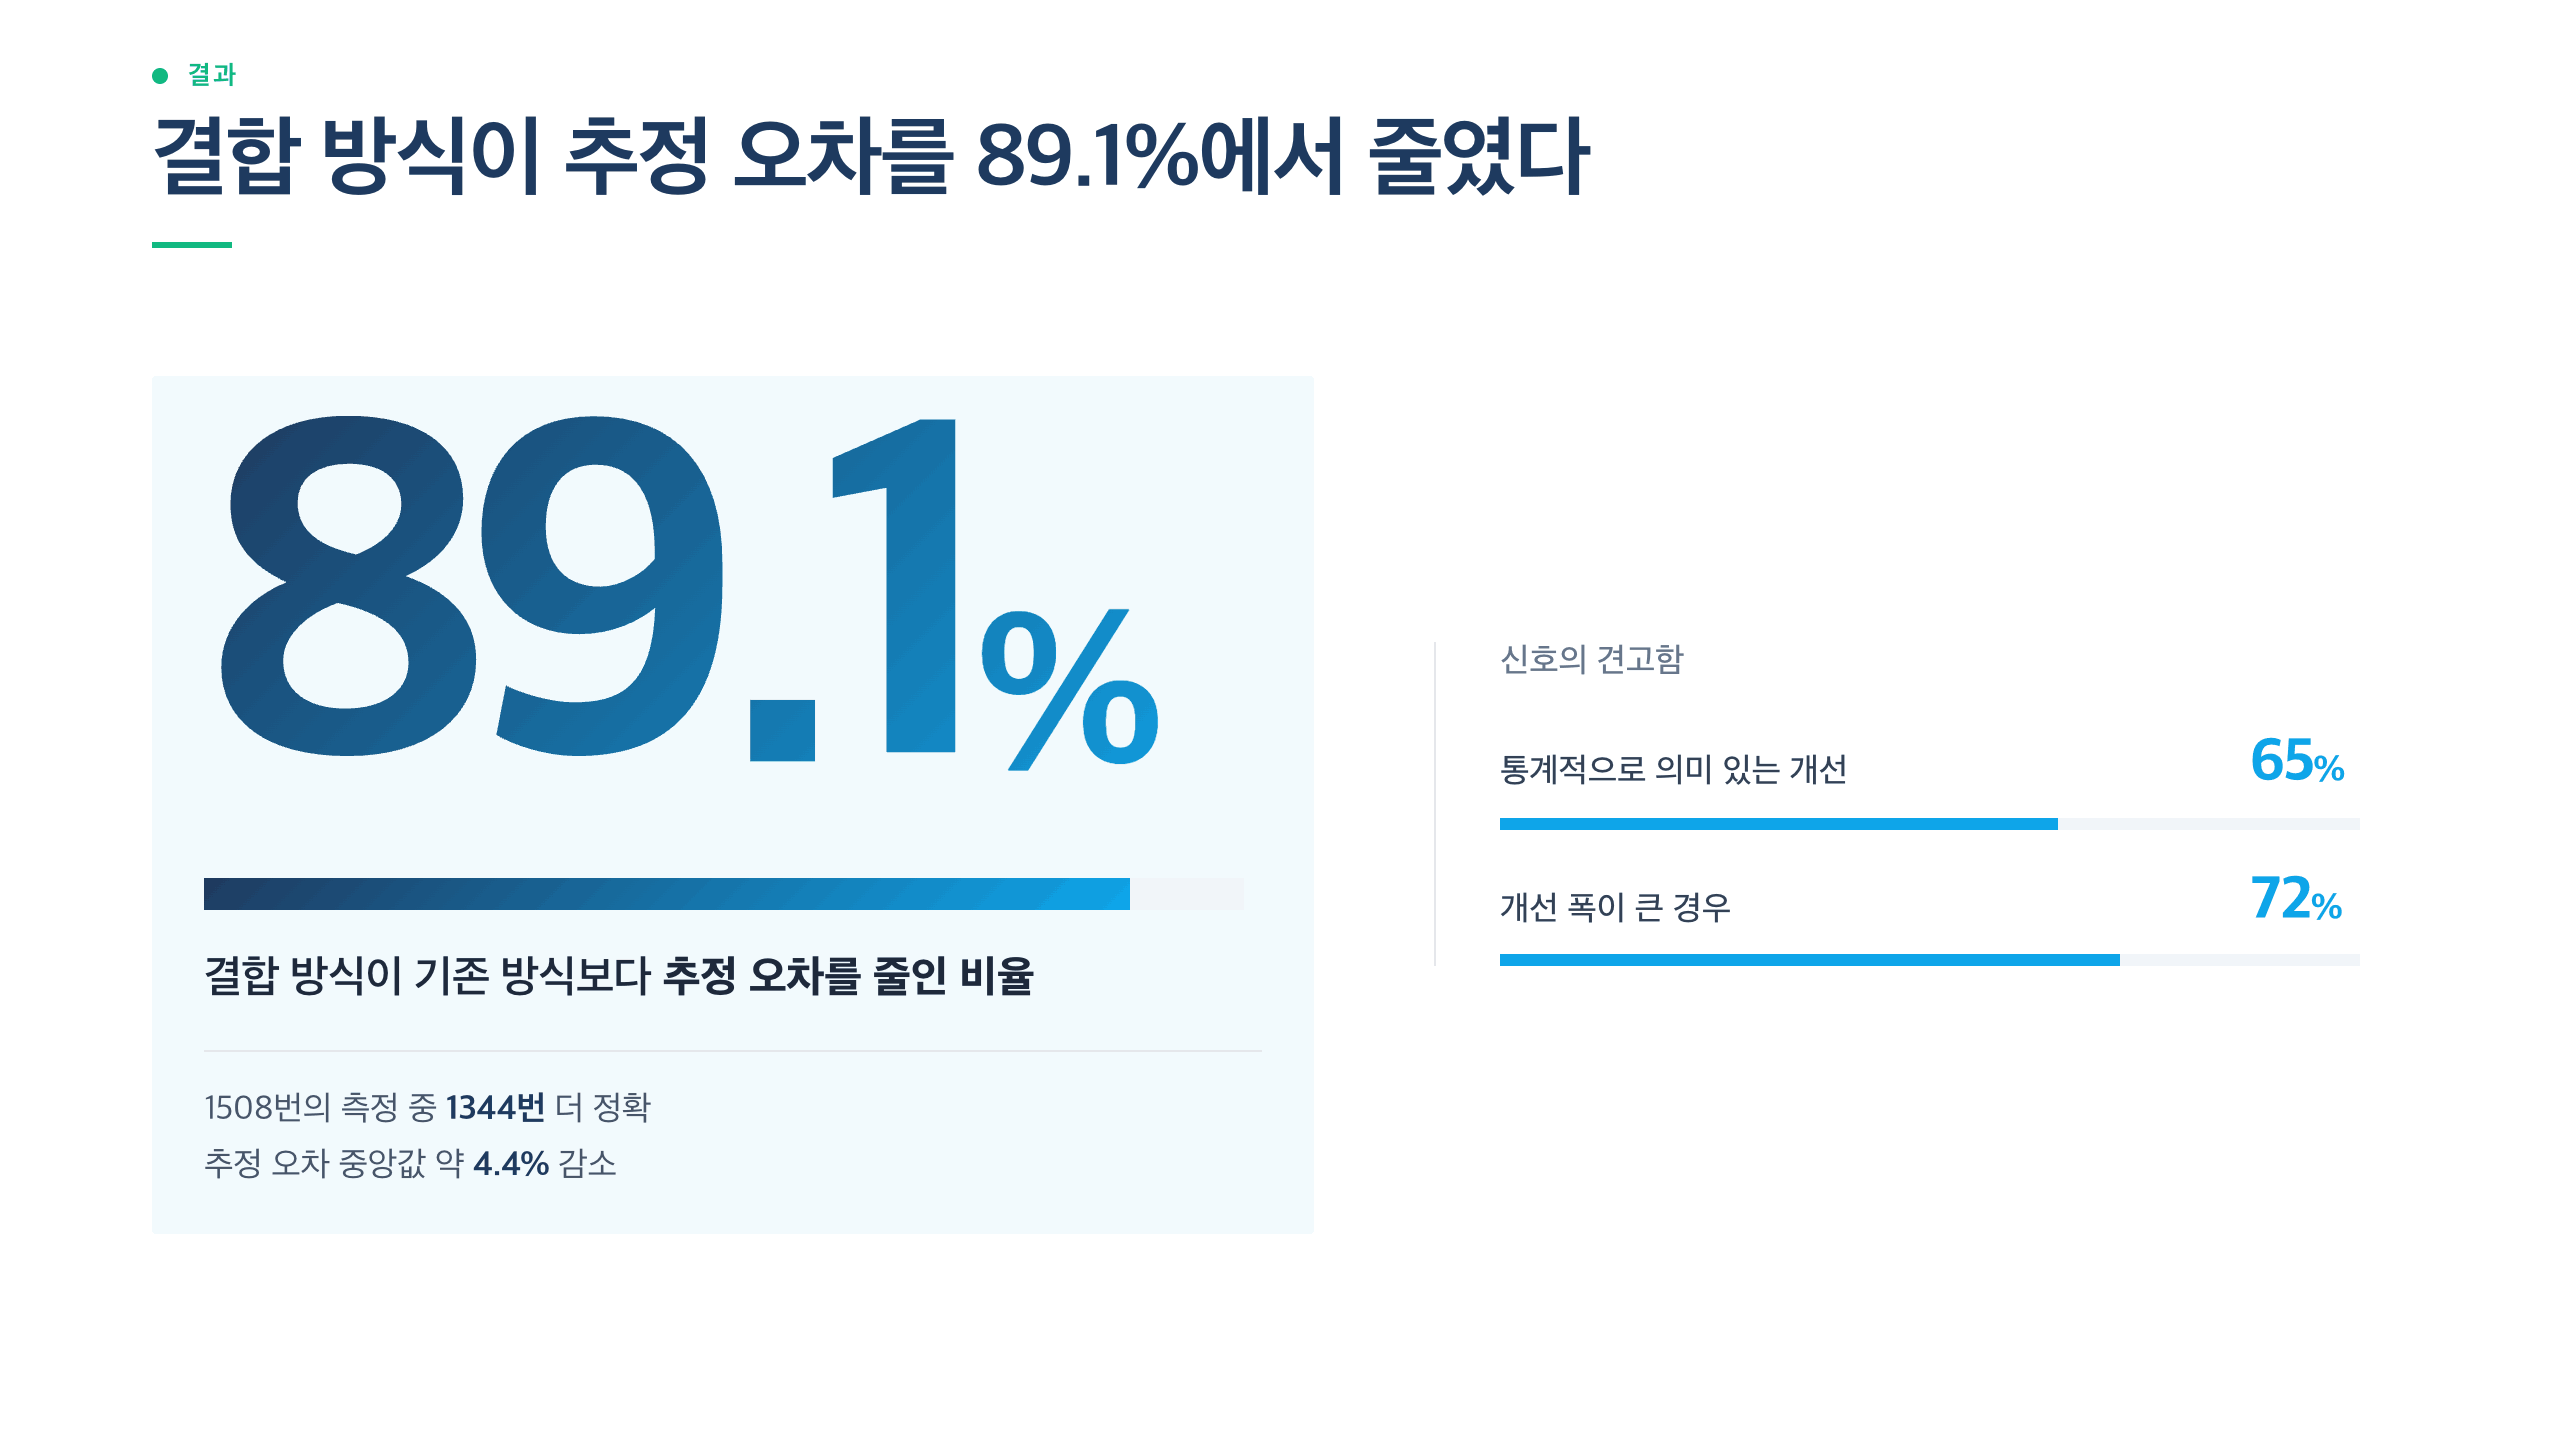 결과
결합 방식이 추정 오차를 89.1%에서 줄였다
89.1%
결합 방식이 기존 방식보다 추정 오차를 줄인 비율
1508번의 측정 중 1344번 더 정확
추정 오차 중앙값 약 4.4% 감소
신호의 견고함
통계적으로 의미 있는 개선 65%
개선 폭이 큰 경우 72%